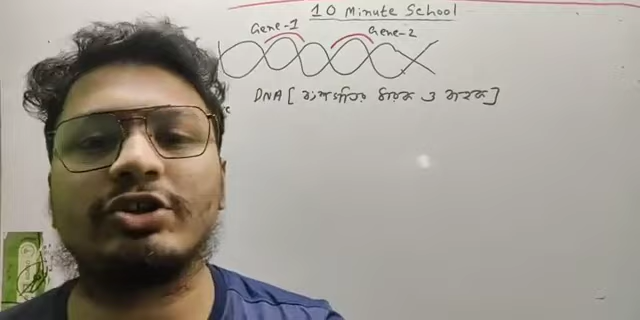 10 Minute School
Gene-1
Gene-2
DNA [ বংশগতির ধারক ও বাহক ]